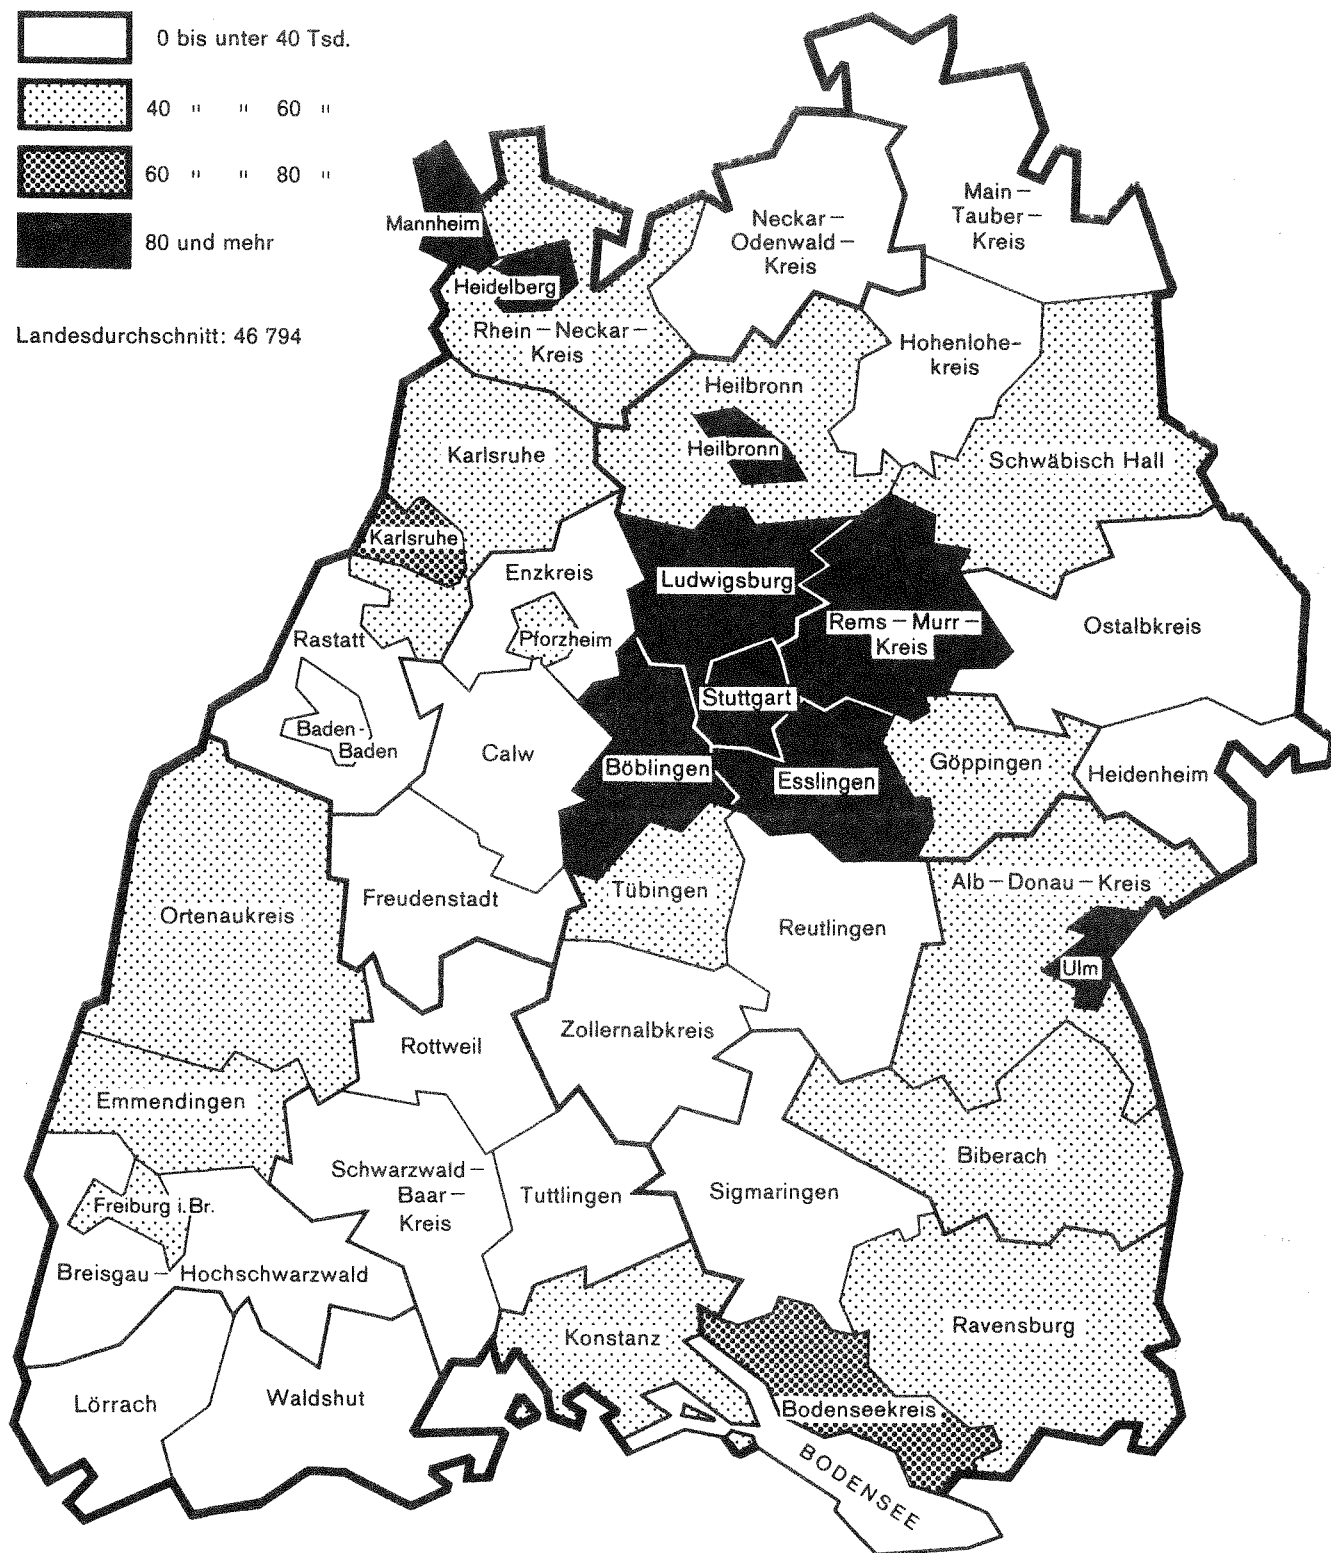 0 bis unter 40 Tsd.
40 " " 60 "
60 " " 80 "
80 und mehr
Landesdurchschnitt: 46 794
Main –
Tauber –
Kreis
Neckar –
Odenwald –
Kreis
Mannheim
Heidelberg
Rhein – Neckar –
Kreis
Hohenlohe-
kreis
Heilbronn
Heilbronn
Karlsruhe
Schwäbisch Hall
Karlsruhe
Enzkreis
Ludwigsburg
Rems – Murr –
Kreis
Ostalbkreis
Rastatt
Pforzheim
Stuttgart
Baden-
Baden
Calw
Böblingen
Esslingen
Göppingen
Heidenheim
Freudenstadt
Tübingen
Alb – Donau – Kreis
Ortenaukreis
Reutlingen
Ulm
Rottweil
Zollernalbkreis
Emmendingen
Biberach
Schwarzwald –
Baar –
Kreis
Tuttlingen
Sigmaringen
Freiburg i. Br.
Breisgau – Hochschwarzwald
Konstanz
Ravensburg
Lörrach
Waldshut
Bodenseekreis
BODENSEE